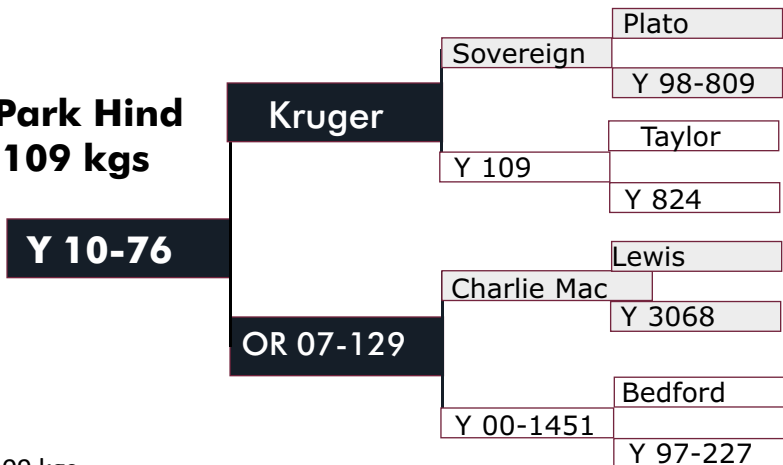 Plato
Sovereign
Y 98-809
Park Hind
Kruger
109 kgs
Taylor
Y 109
Y 824
Y 10-76
Lewis
Charlie Mac
Y 3068
OR 07-129
Bedford
Y 00-1451
Y 97-227